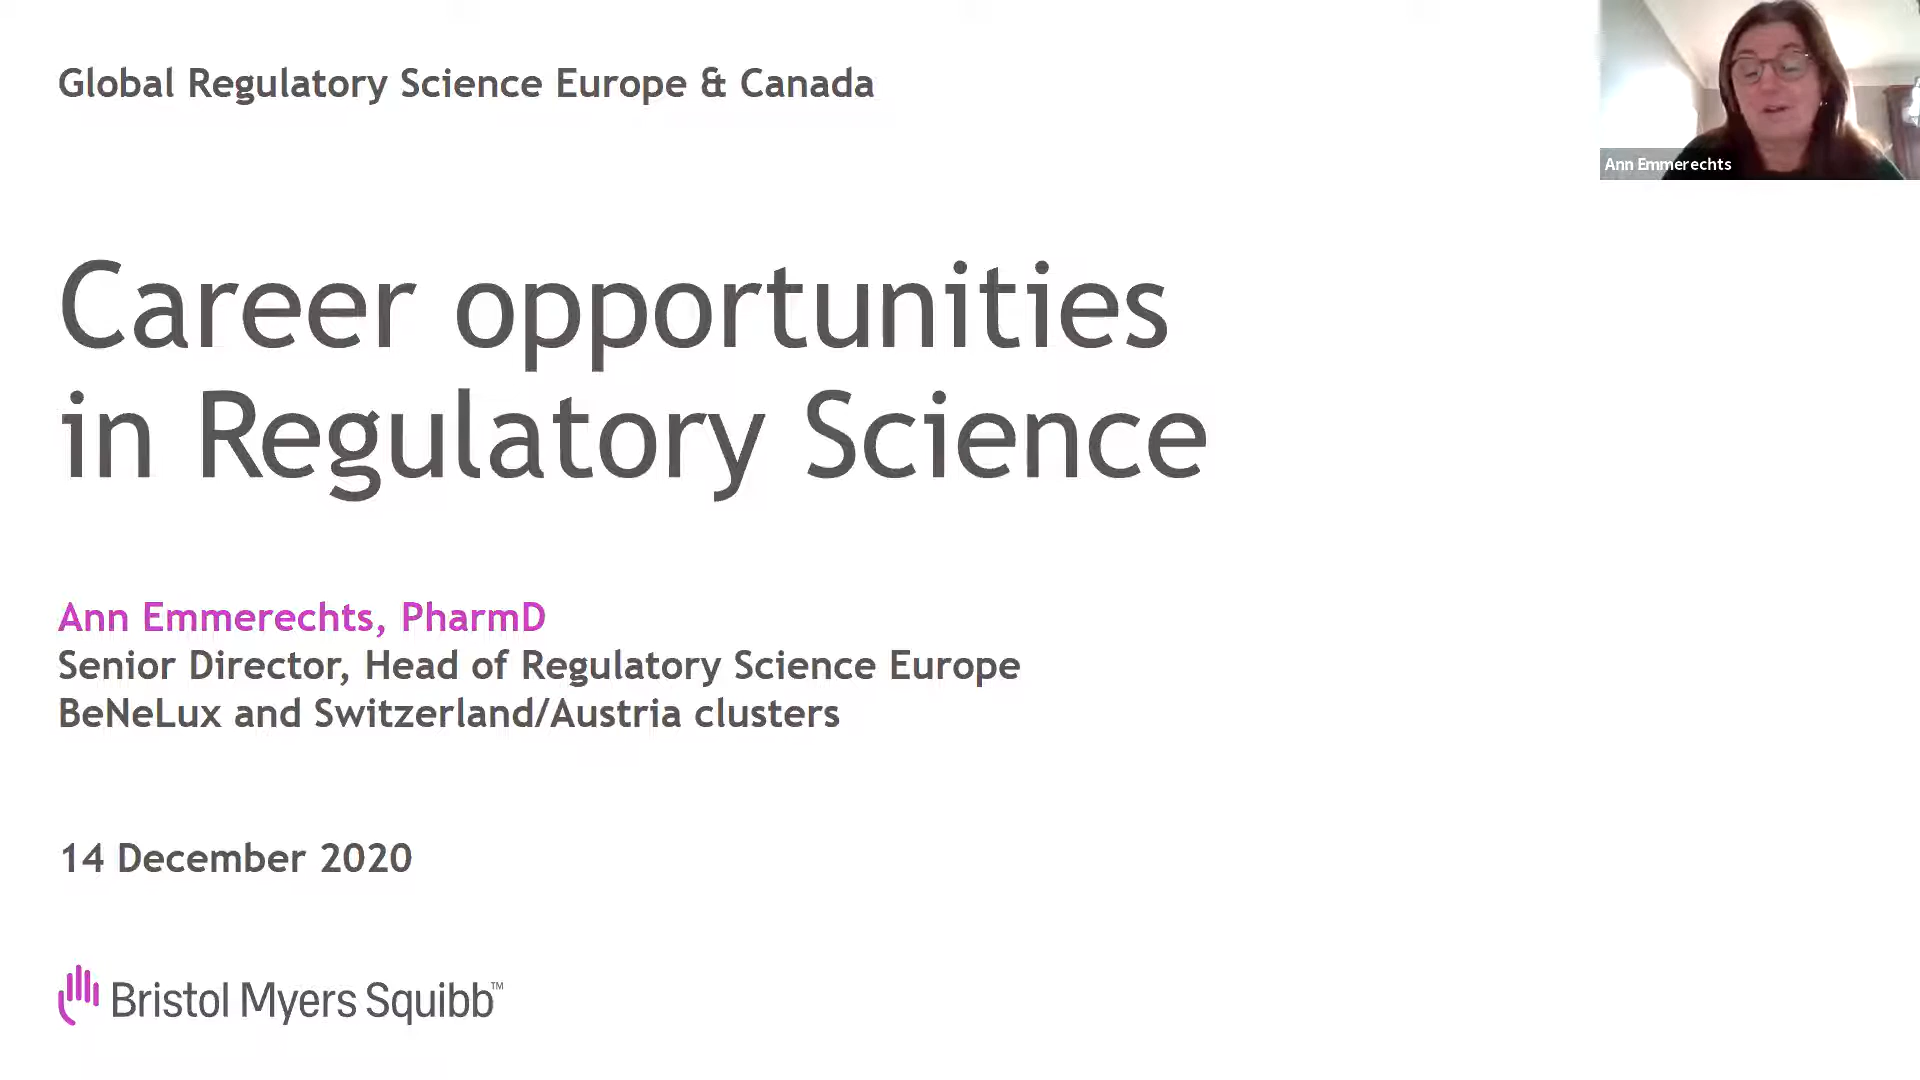 Global Regulatory Science Europe & Canada
Ann Emmerechts
Career opportunities
in Regulatory Science
Ann Emmerechts, PharmD
Senior Director, Head of Regulatory Science Europe
BeNeLux and Switzerland/Austria clusters
14 December 2020
Bristol Myers Squibb™